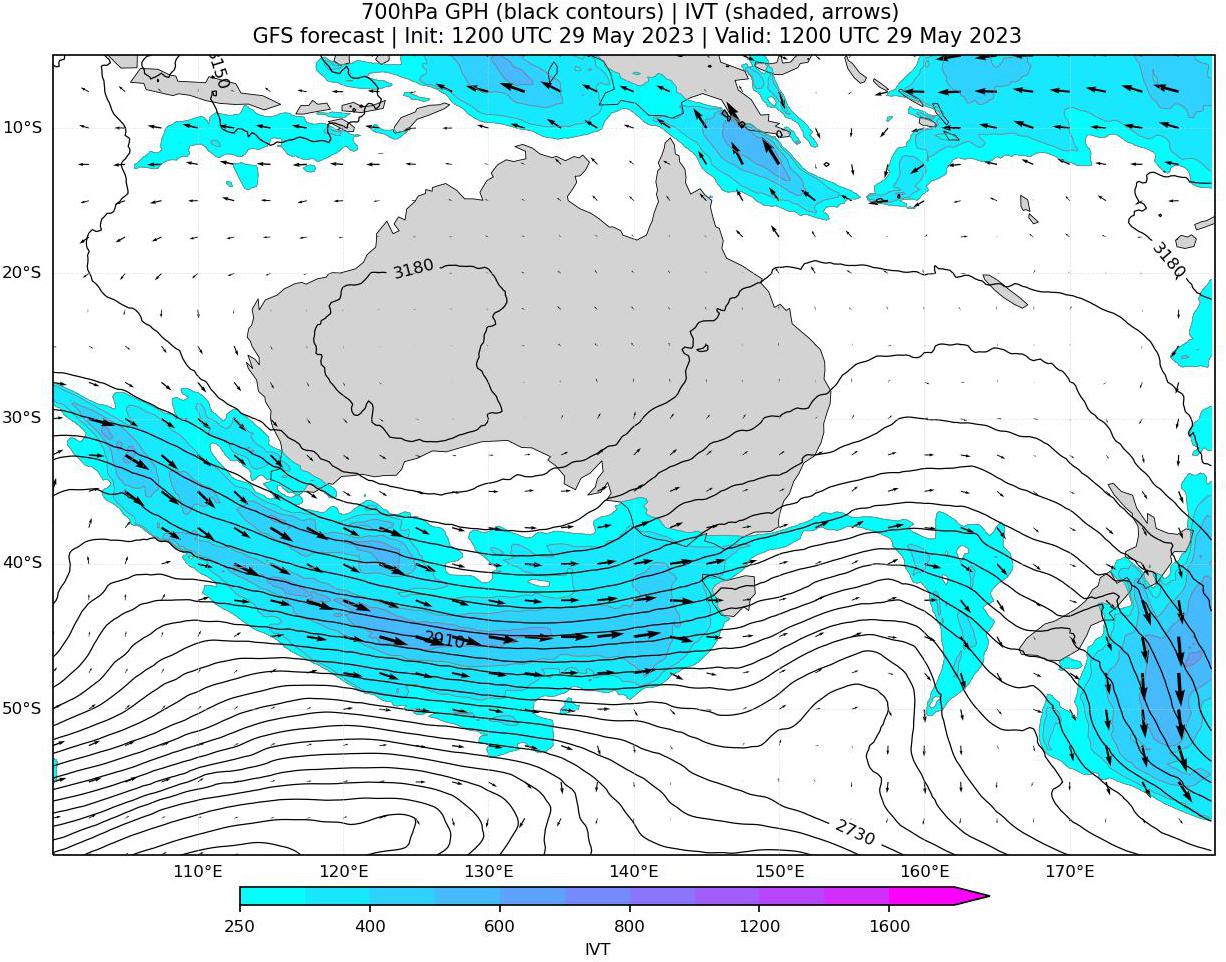 700hPa GPH (black contours) | IVT (shaded, arrows)
GFS forecast | Init: 1200 UTC 29 May 2023 | Valid: 1200 UTC 29 May 2023
3150
10°S
20°S
3180
3180
30°S
40°S
2910
50°S
2730
110°E 120°E 130°E 140°E 150°E 160°E 170°E
250 400 600 800 1200 1600
IVT